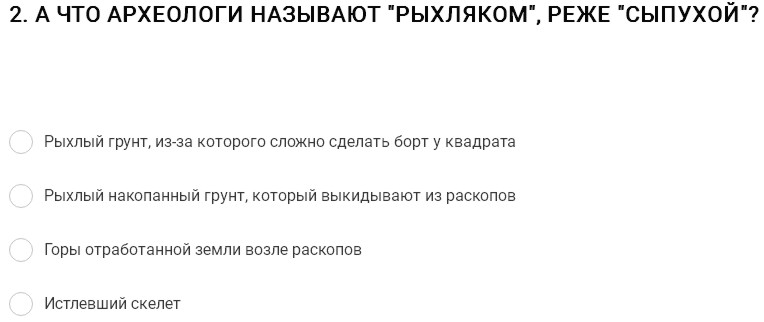 2. А ЧТО АРХЕОЛОГИ НАЗЫВАЮТ "РЫХЛЯКОМ", РЕЖЕ "СЫПУХОЙ"?
Рыхлый грунт, из-за которого сложно сделать борт у квадрата
Рыхлый накопанный грунт, который выкидывают из раскопов
Горы отработанной земли возле раскопов
Истлевший скелет